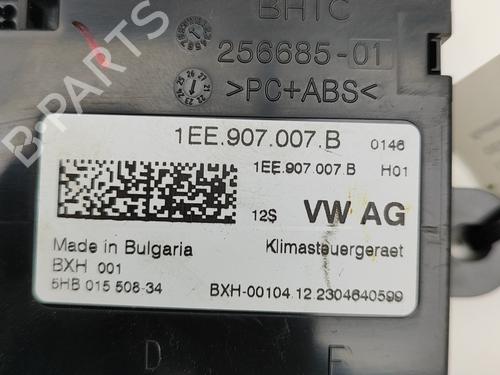 BHTC
256685-01
>PC+ABS<
B-PARTS
1EE.907.007.B 0146
1EE.907.007 B H01
12S VW AG
Made in Bulgaria Klimasteuergeraet
BXH 001
5HB 015 508-34 BXH-00104.12.2304640599
D E